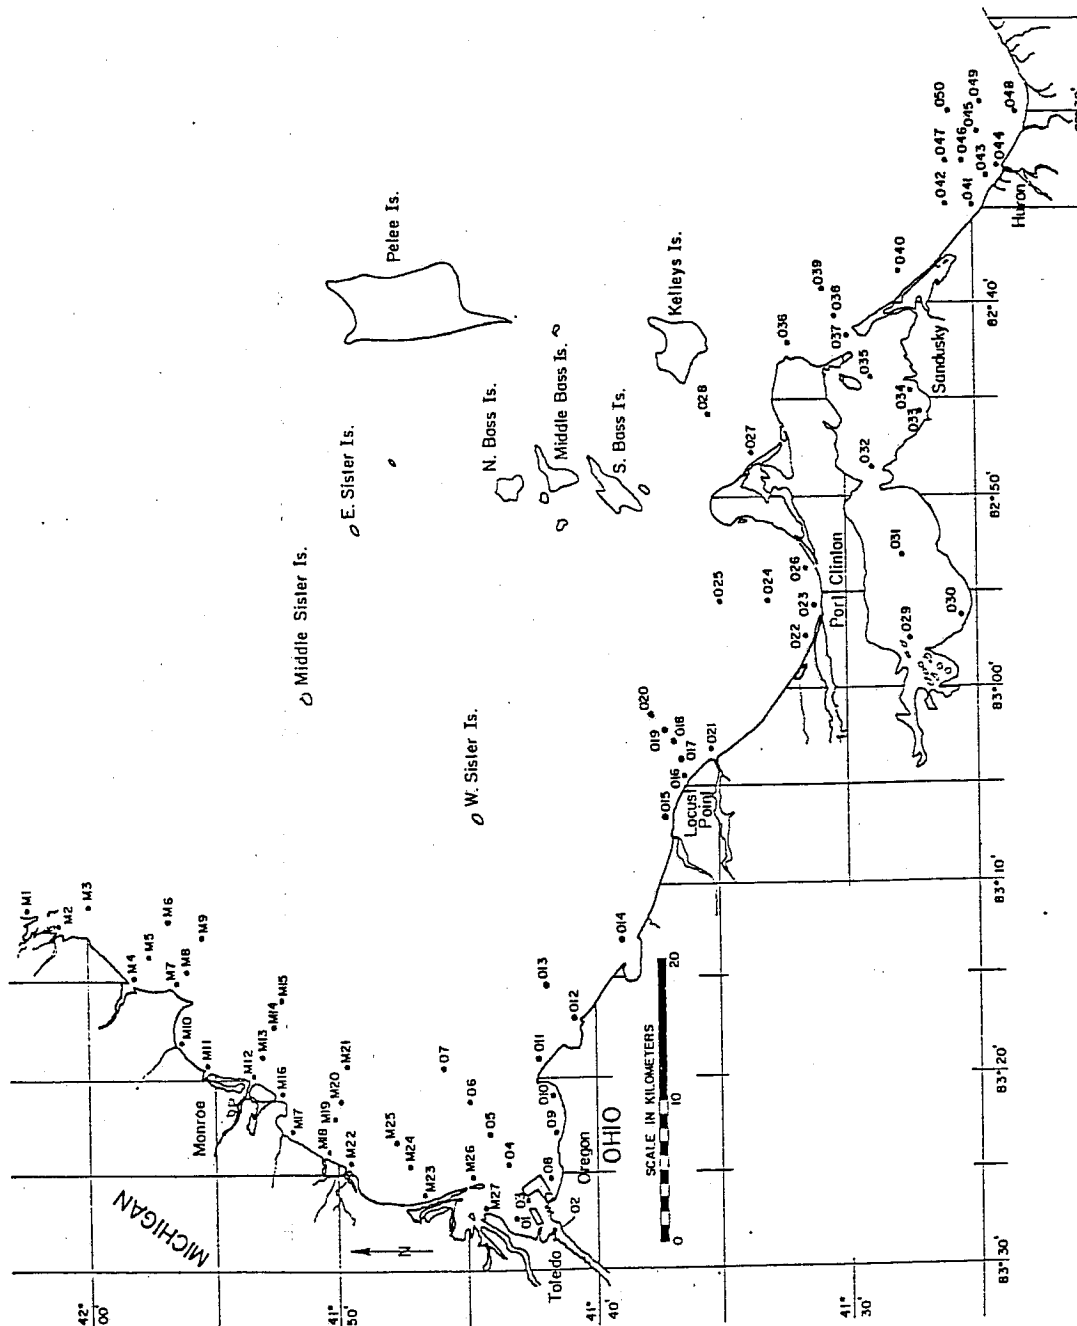 M1
M2
M3
M4
M5
M6
M7
M8
M9
M10
M11
M12
M13
M14
M15
M16
M17
M18
M19
M20
M21
M22
M23
M24
M25
M26
M27
MICHIGAN
Monroe
N
Toledo
Oregon
OHIO
01
02
03
04
05
06
07
08
09
010
011
012
013
014
015
016
017
018
019
020
021
022
023
024
025
026
027
028
029
030
031
032
033
034
035
036
037
038
039
040
041
042
043
044
045
046
047
048
049
050
Locust
Point
Port Clinton
Sandusky
Huron
Pelee Is.
E. Sister Is.
Middle Sister Is.
W. Sister Is.
N. Bass Is.
Middle Bass Is.
S. Bass Is.
Kelleys Is.
SCALE IN KILOMETERS
0 10 20
42° 00'
41° 50'
41° 40'
41° 30'
83° 30'
83° 20'
83° 10'
83° 00'
82° 50'
82° 40'